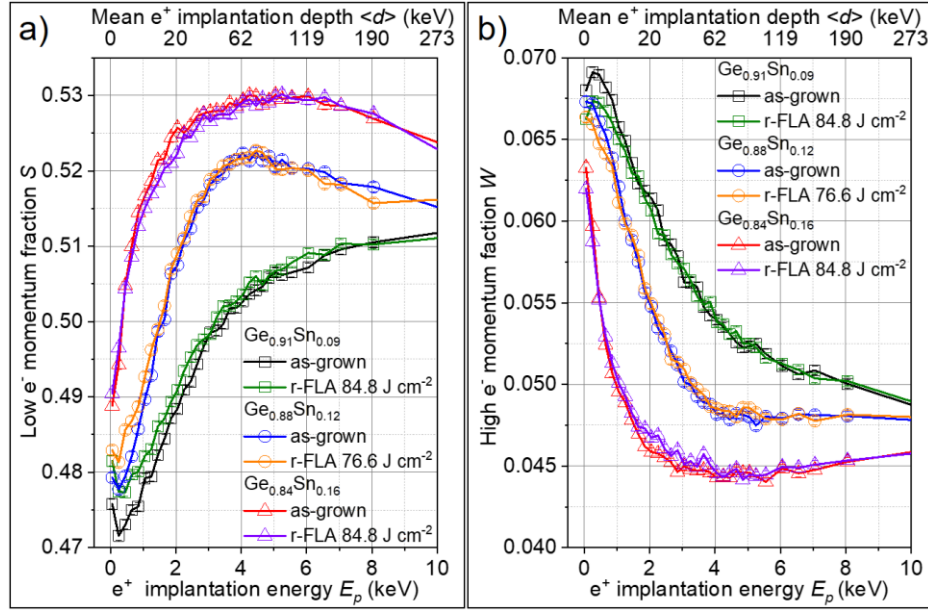 Mean e+ implantation depth <d> (keV)
0 20 62 119 190 273
a)
0.53
0.52
0.51
0.50
0.49
0.48
0.47
Low e- momentum fraction S
Ge0.91Sn0.09
as-grown
r-FLA 84.8 J cm-2
Ge0.88Sn0.12
as-grown
r-FLA 76.6 J cm-2
Ge0.84Sn0.16
as-grown
r-FLA 84.8 J cm-2
0 2 4 6 8 10
e+ implantation energy Ep (keV)
Mean e+ implantation depth <d> (keV)
0 20 62 119 190 273
b)
0.070
0.065
0.060
0.055
0.050
0.045
0.040
High e- momentum faction W
Ge0.91Sn0.09
as-grown
r-FLA 84.8 J cm-2
Ge0.88Sn0.12
as-grown
r-FLA 76.6 J cm-2
Ge0.84Sn0.16
as-grown
r-FLA 84.8 J cm-2
0 2 4 6 8 10
e+ implantation energy Ep (keV)